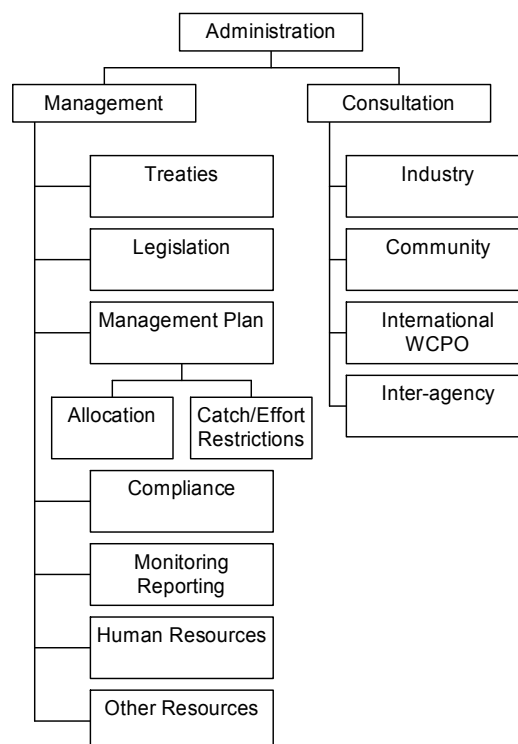 Administration
Management
Consultation
Treaties
Industry
Legislation
Community
Management Plan
International
WCPO
Allocation
Catch/Effort
Restrictions
Inter-agency
Compliance
Monitoring
Reporting
Human Resources
Other Resources